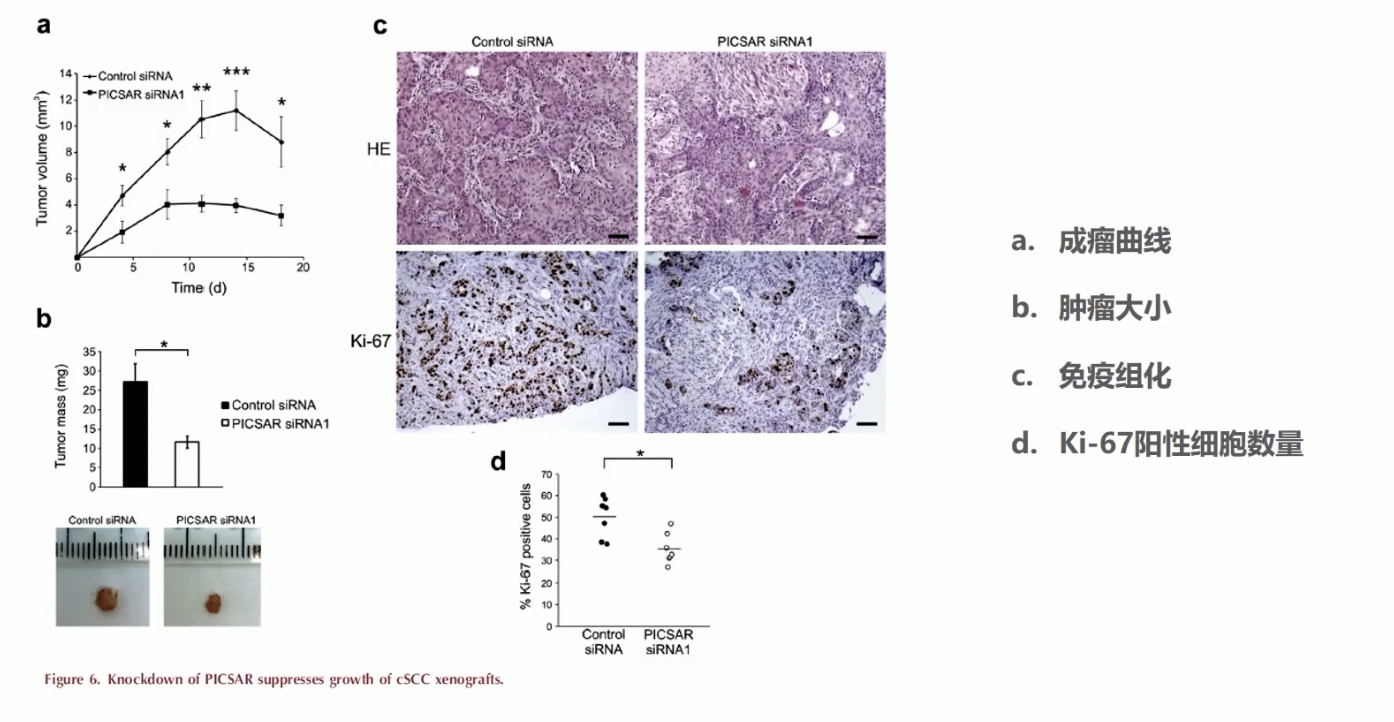 a
14
12
10
8
6
4
2
0
5
10
15
20
Tumor volume (mm³)
Time (d)
Control siRNA
PICSAR siRNA1
*
*
**
***
*
b
35
30
25
20
15
10
5
0
Tumor mass (mg)
*
Control siRNA
PICSAR siRNA1
Control siRNA
PICSAR siRNA1
c
Control siRNA
PICSAR siRNA1
HE
Ki-67
d
*
70
60
50
40
30
20
10
0
% Ki-67 positive cells
Control
siRNA
PICSAR
siRNA1
Figure 6. Knockdown of PICSAR suppresses growth of cSCC xenografts.
a. 成瘤曲线
b. 肿瘤大小
c. 免疫组化
d. Ki-67阳性细胞数量